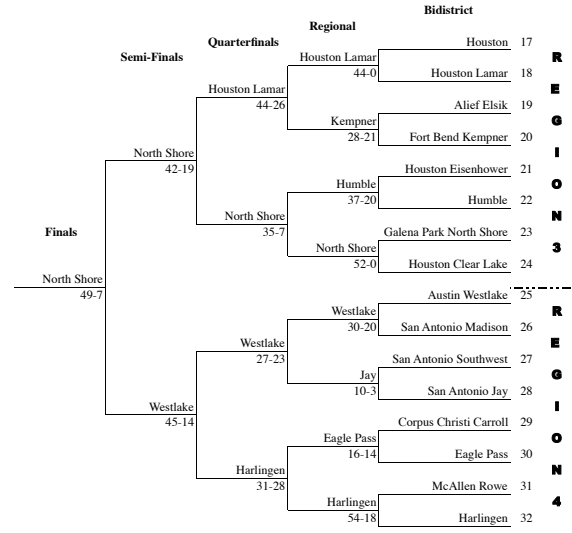 Bidistrict
Regional
Quarterfinals
Semi-Finals
Finals
Houston 17
Houston Lamar
44-0
Houston Lamar 18
Houston Lamar
44-26
Alief Elsik 19
Kempner
28-21
Fort Bend Kempner 20
North Shore
42-19
Houston Eisenhower 21
Humble
37-20
Humble 22
North Shore
35-7
Galena Park North Shore 23
North Shore
52-0
Houston Clear Lake 24
REGION 3
North Shore
49-7
Austin Westlake 25
Westlake
30-20
San Antonio Madison 26
Westlake
27-23
San Antonio Southwest 27
Jay
10-3
San Antonio Jay 28
Westlake
45-14
Corpus Christi Carroll 29
Eagle Pass
16-14
Eagle Pass 30
Harlingen
31-28
McAllen Rowe 31
Harlingen
54-18
Harlingen 32
REGION 4